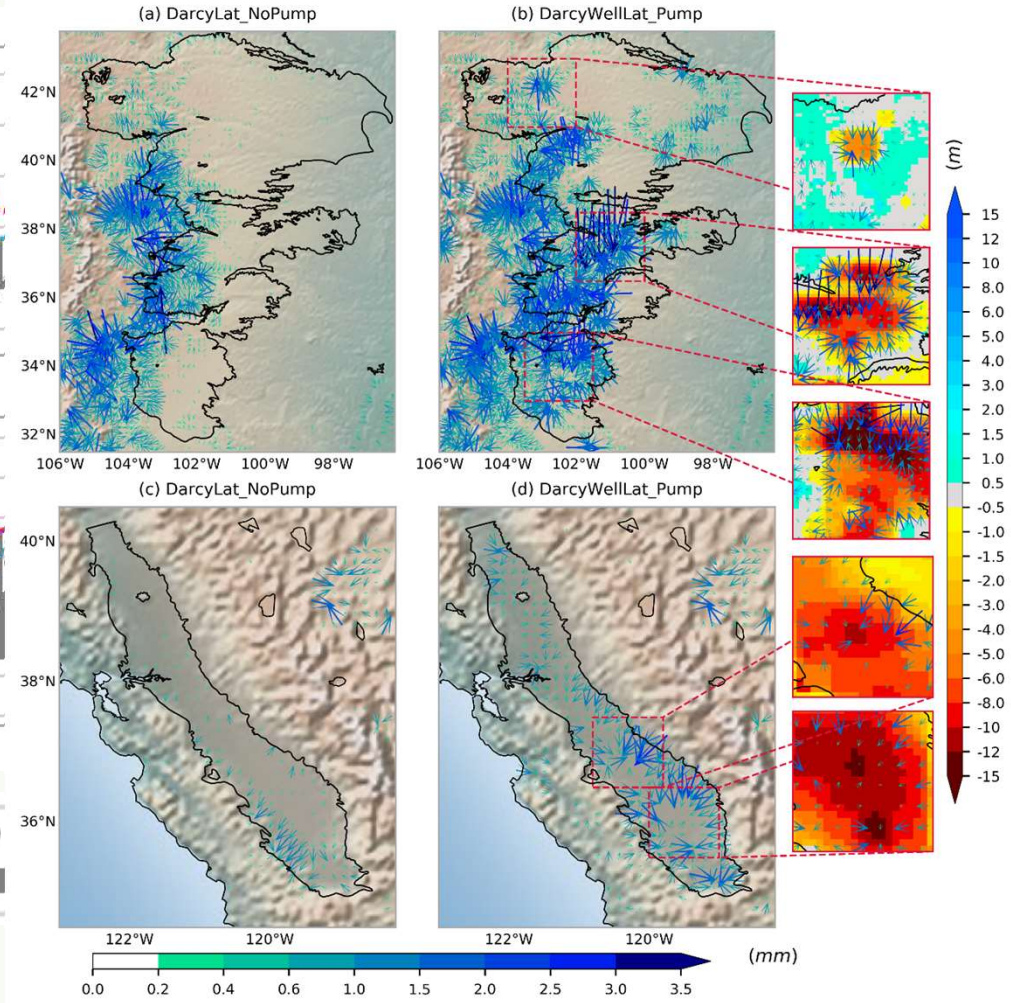 (a) DarcyLat_NoPump
(b) DarcyWellLat_Pump
42°N
40°N
38°N
36°N
34°N
32°N
106°W 104°W 102°W 100°W 98°W
106°W 104°W 102°W 100°W 98°W
(m)
15
12
10
8.0
6.0
4.0
3.0
2.0
1.5
1.0
0.5
-0.5
-1.0
-1.5
-2.0
-3.0
-4.0
-5.0
-6.0
-8.0
-10
-12
-15
(c) DarcyLat_NoPump
(d) DarcyWellLat_Pump
40°N
38°N
36°N
122°W 120°W
122°W 120°W
(mm)
0.0 0.2 0.4 0.6 1.0 1.5 2.0 2.5 3.0 3.5